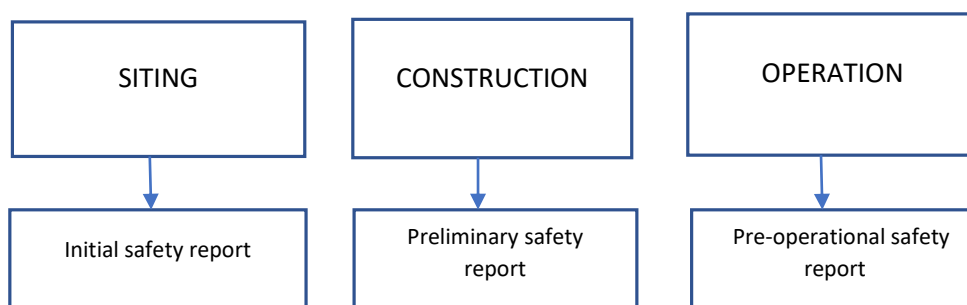 SITING
CONSTRUCTION
OPERATION
Initial safety report
Preliminary safety
report
Pre-operational safety
report